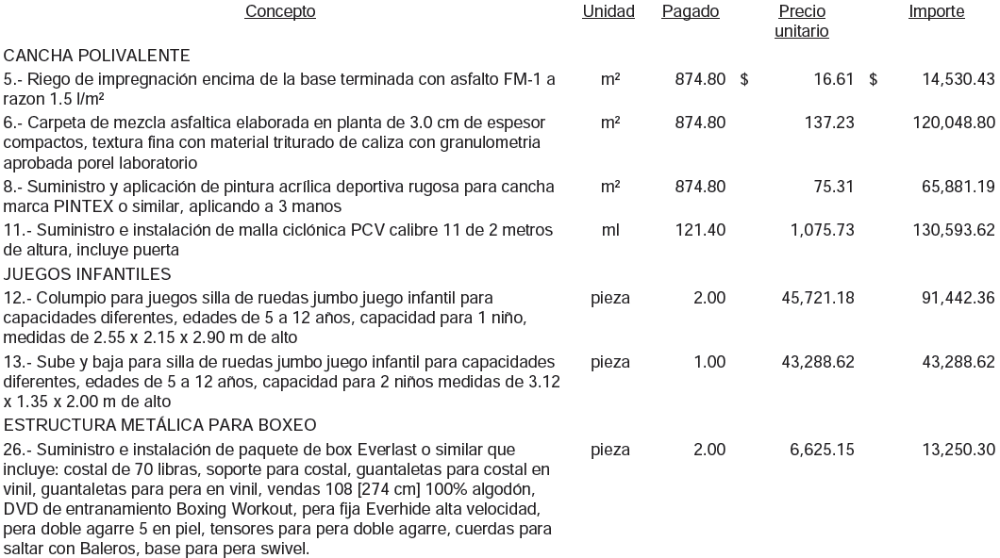 Concepto Unidad Pagado Precio unitario Importe
CANCHA POLIVALENTE
5.- Riego de impregnación encima de la base terminada con asfalto FM-1 a m² 874.80 $ 16.61 $ 14,530.43
razon 1.5 l/m²
6.- Carpeta de mezcla asfaltica elaborada en planta de 3.0 cm de espesor m² 874.80 137.23 120,048.80
compactos, textura fina con material triturado de caliza con granulometria
aprobada porel laboratorio
8.- Suministro y aplicación de pintura acrílica deportiva rugosa para cancha m² 874.80 75.31 65,881.19
marca PINTEX o similar, aplicando a 3 manos
11.- Suministro e instalación de malla ciclónica PCV calibre 11 de 2 metros ml 121.40 1,075.73 130,593.62
de altura, incluye puerta
JUEGOS INFANTILES
12.- Columpio para juegos silla de ruedas jumbo juego infantil para pieza 2.00 45,721.18 91,442.36
capacidades diferentes, edades de 5 a 12 años, capacidad para 1 niño,
medidas de 2.55 x 2.15 x 2.90 m de alto
13.- Sube y baja para silla de ruedas jumbo juego infantil para capacidades pieza 1.00 43,288.62 43,288.62
diferentes, edades de 5 a 12 años, capacidad para 2 niños medidas de 3.12
x 1.35 x 2.00 m de alto
ESTRUCTURA METÁLICA PARA BOXEO
26.- Suministro e instalación de paquete de box Everlast o similar que pieza 2.00 6,625.15 13,250.30
incluye: costal de 70 libras, soporte para costal, guantaletas para costal en
vinil, guantaletas para pera en vinil, vendas 108 [274 cm] 100% algodón,
DVD de entranamiento Boxing Workout, pera fija Everhide alta velocidad,
pera doble agarre 5 en piel, tensores para pera doble agarre, cuerdas para
saltar con Baleros, base para pera swivel.